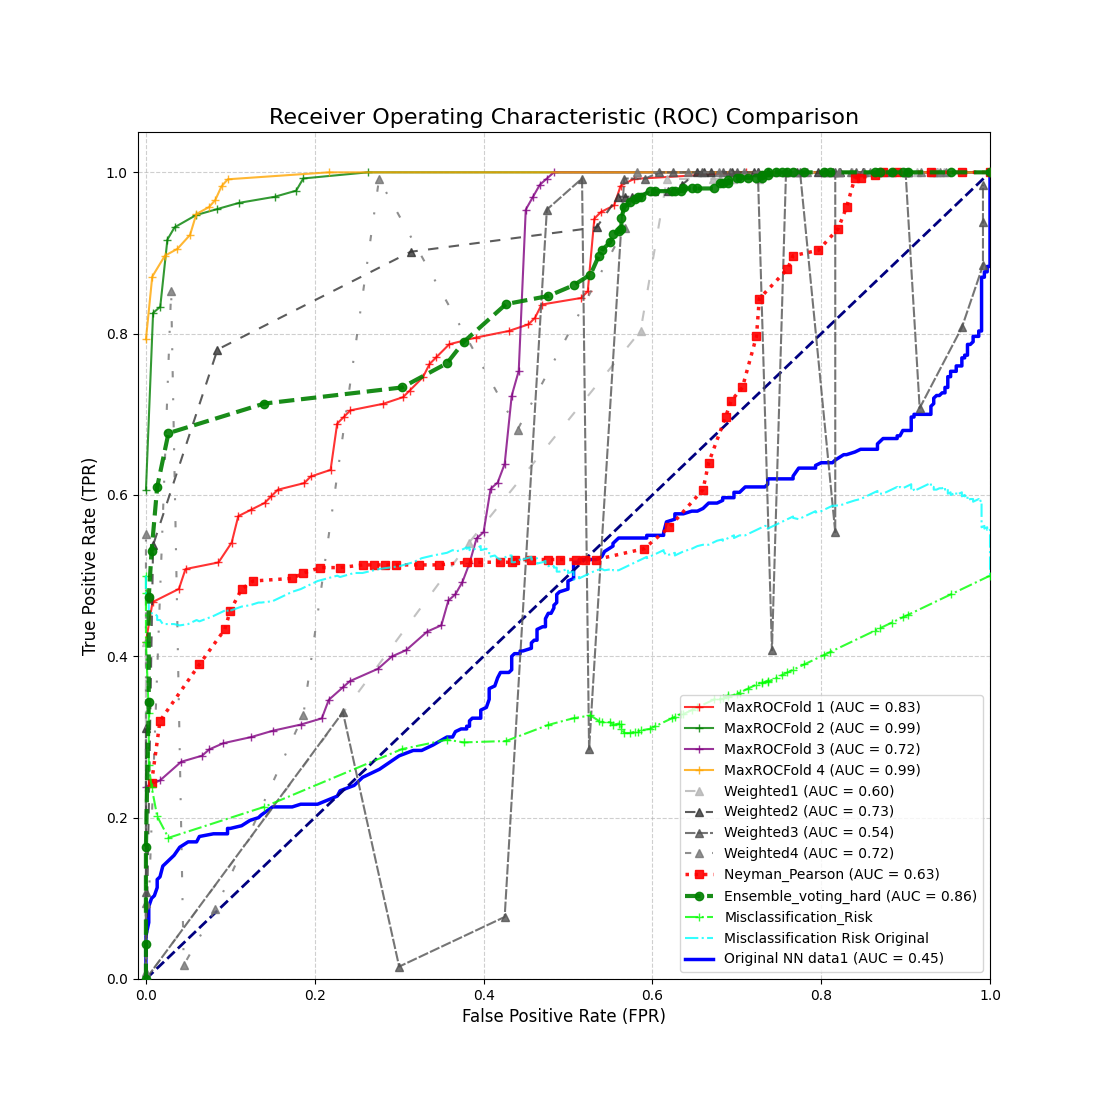 Receiver Operating Characteristic (ROC) Comparison
True Positive Rate (TPR)
1.0
0.8
0.6
0.4
0.2
0.0
MaxROCFold 1 (AUC = 0.83)
MaxROCFold 2 (AUC = 0.99)
MaxROCFold 3 (AUC = 0.72)
MaxROCFold 4 (AUC = 0.99)
Weighted1 (AUC = 0.60)
Weighted2 (AUC = 0.73)
Weighted3 (AUC = 0.54)
Weighted4 (AUC = 0.72)
Neyman_Pearson (AUC = 0.63)
Ensemble_voting_hard (AUC = 0.86)
Misclassification_Risk
Misclassification Risk Original
Original NN data1 (AUC = 0.45)
0.0 0.2 0.4 0.6 0.8 1.0
False Positive Rate (FPR)